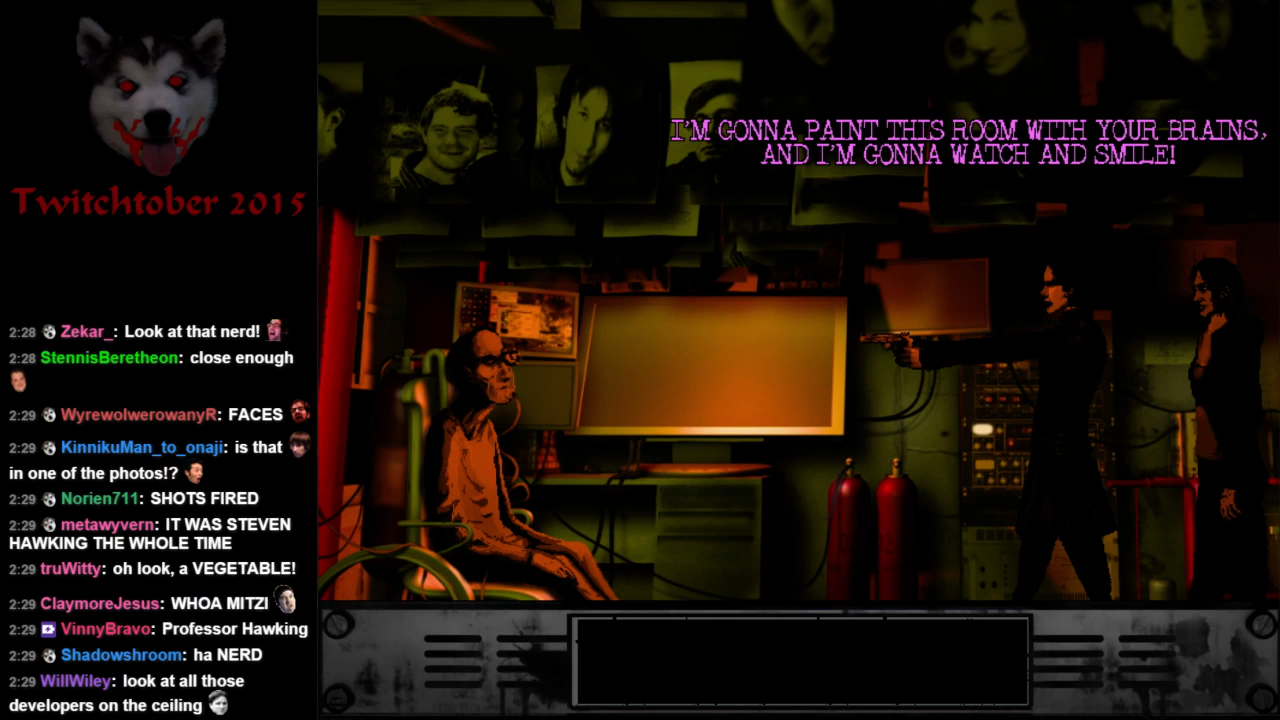 Twitchtober 2015
2:28 Zekar_: Look at that nerd!
2:28 StennisBeretheon: close enough
2:29 WyrewolwerowanyR: FACES
2:29 KinnikuMan_to_onaji: is that
in one of the photos!?
2:29 Norien711: SHOTS FIRED
2:29 metawyvern: IT WAS STEVEN
HAWKING THE WHOLE TIME
2:29 truWitty: oh look, a VEGETABLE!
2:29 ClaymoreJesus: WHOA MITZI
2:29 VinnyBravo: Professor Hawking
2:29 Shadowshroom: ha NERD
2:29 WillWiley: look at all those
developers on the ceiling
I'M GONNA PAINT THIS ROOM WITH YOUR BRAINS,
AND I'M GONNA WATCH AND SMILE!